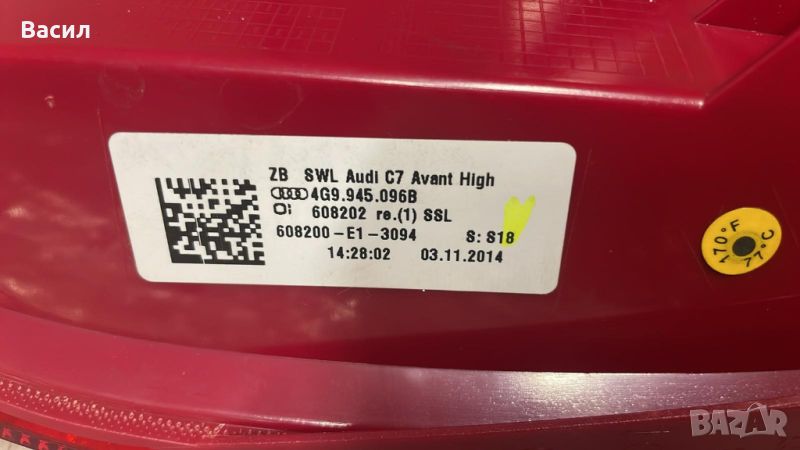 Васил
ZB SWL Audi C7 Avant High
4G9.945.096B
608202 re.(1) SSL
608200-E1-3094 S: S18
14:28:02 03.11.2014
170°F
77°C
BAZAR